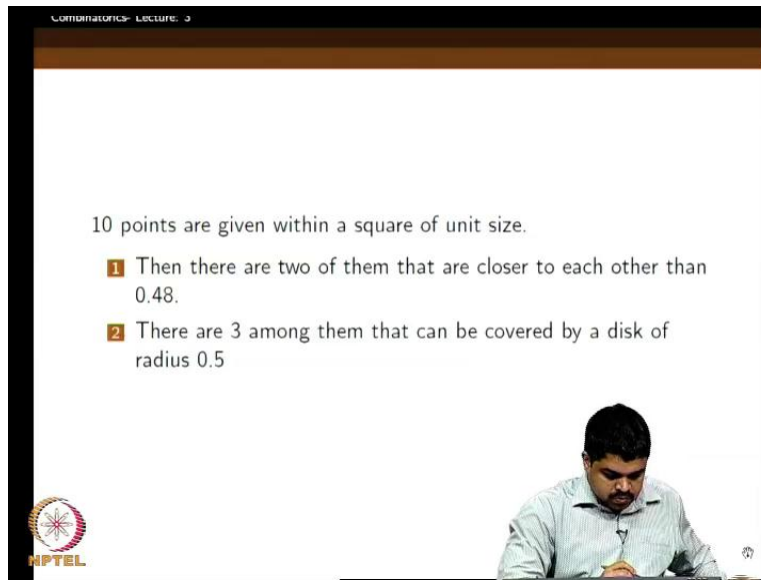 Combinatorics- Lecture: 3
10 points are given within a square of unit size.
1 Then there are two of them that are closer to each other than
0.48.
2 There are 3 among them that can be covered by a disk of
radius 0.5
NPTEL